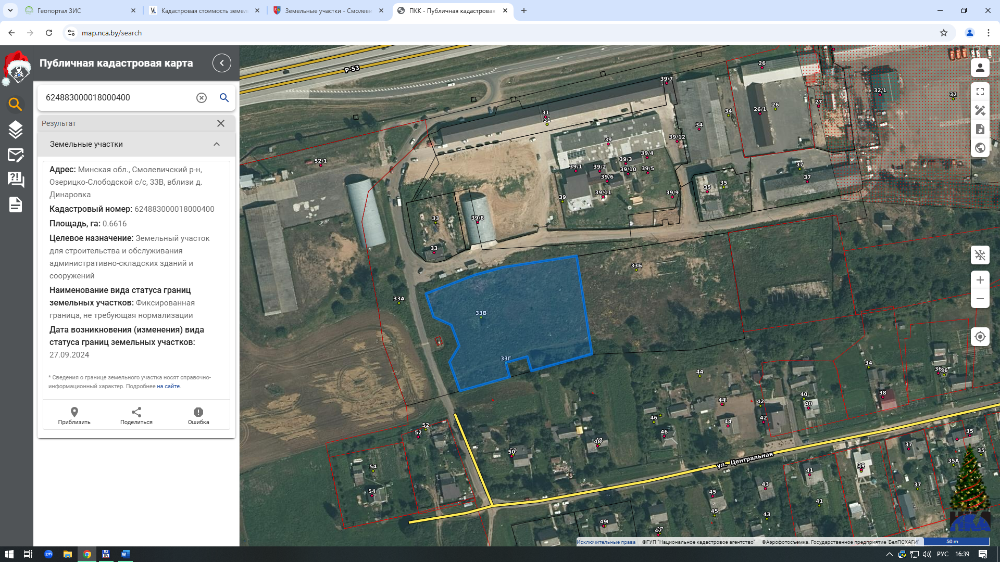 Геопортал ЗИС
Кадастровая стоимость земел
Земельные участки - Смолеви
ПКК - Публичная кадастровая
map.nca.by/search
Публичная кадастровая карта
624883000018000400
Результат
Земельные участки
Адрес: Минская обл., Смолевичский р-н,
Озерицко-Слободской с/с, 33В, вблизи д.
Динаровка
Кадастровый номер: 624883000018000400
Площадь, га: 0.6616
Целевое назначение: Земельный участок
для строительства и обслуживания
административно-складских зданий и
сооружений
Наименование вида статуса границ
земельных участков: Фиксированная
граница, не требующая нормализации
Дата возникновения (изменения) вида
статуса границ земельных участков:
27.09.2024
* Сведения о границе земельного участка носят справочно-
информационный характер. Подробнее на сайте.
Приблизить
Поделиться
Ошибка
Р-53
26
39/7
32/1
32
27
26
26/1
34
31
31
34
39/12
39
39/4
39/3
52/1
39/1
39/2
39/10
39/5
37
39/6
37
35
35
39/11
39/9
39
33
39/8
33
33Б
33А
33В
33Г
44
34
36
36
38
40
40
42
44
42
44
46
46
52
52
48
50
ул. Центральная
35
37
35
35А
39
41
54
37
43
45
54
41
45
43
49
47
Исключительные права
©ГУП "Национальное кадастровое агентство"
©Аэрофотосъемка. Государственное предприятие 'БелПСХАГИ'
50 m
НКА
zm
64
РУС
16:39